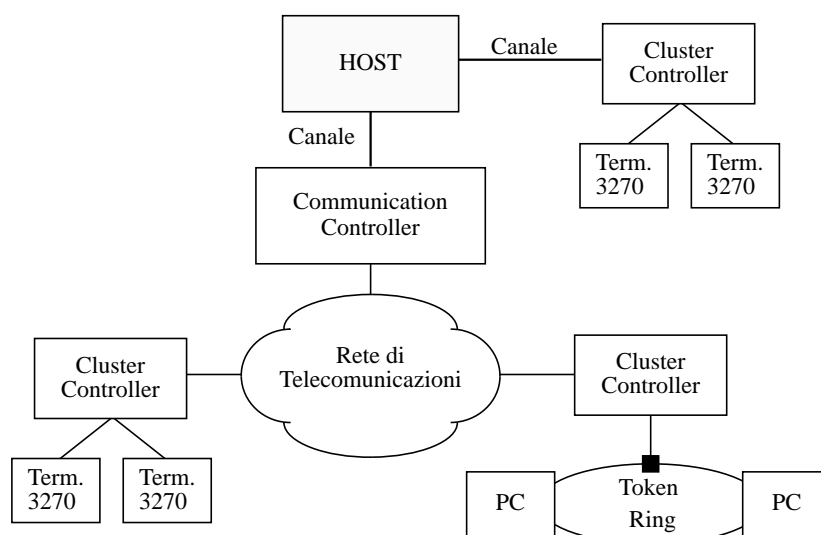 HOST
Canale
Cluster
Controller
Canale
Term.
3270
Term.
3270
Communication
Controller
Rete di
Telecomunicazioni
Cluster
Controller
Cluster
Controller
Term.
3270
Term.
3270
PC
Token
Ring
PC